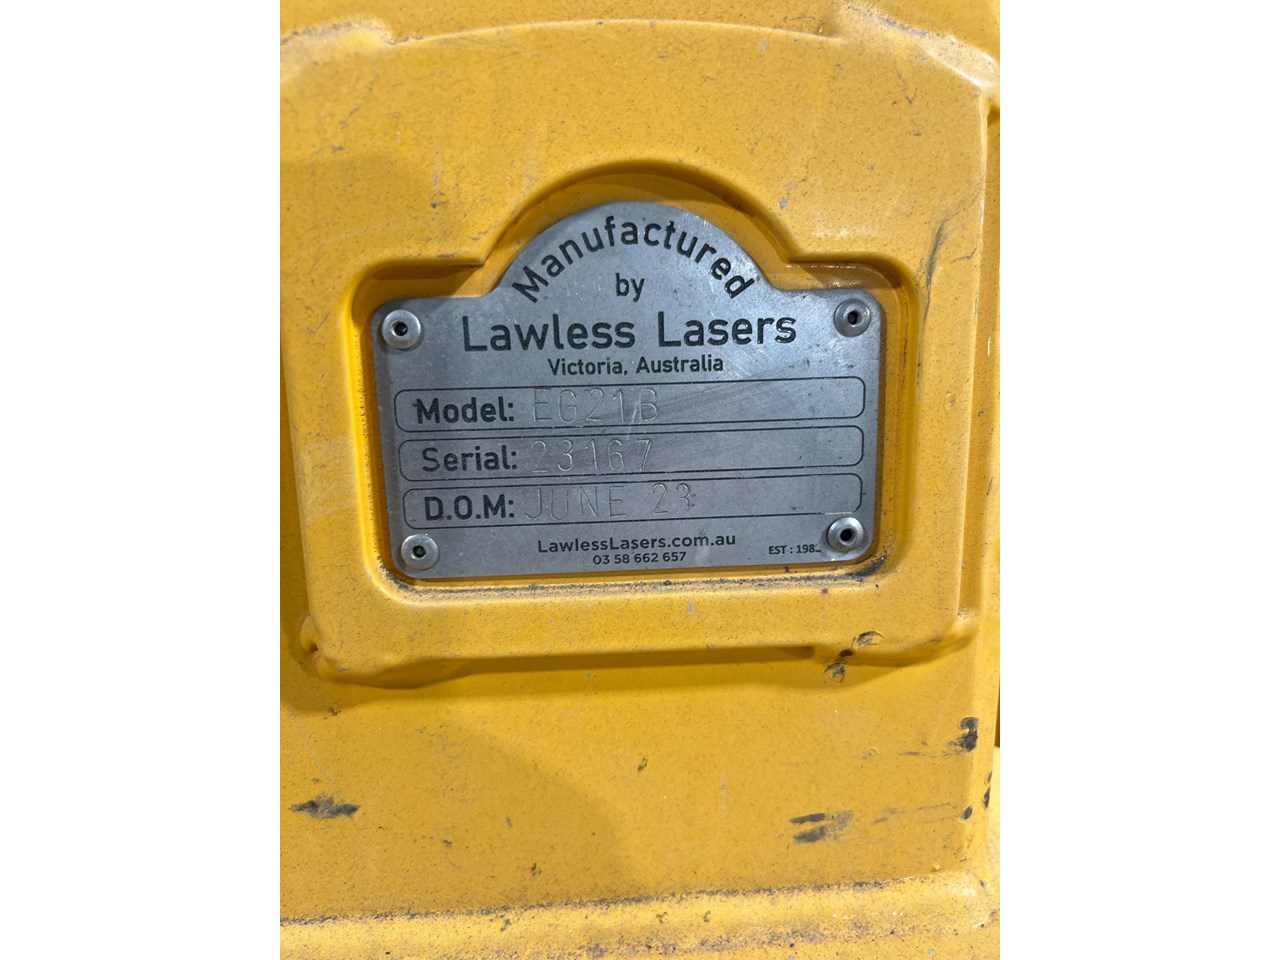 Manufactured
by
Lawless Lasers
Victoria, Australia
Model: EG21B
Serial: 23167
D.O.M: JUNE 23
LawlessLasers.com.au
03 58 662 657
EST :